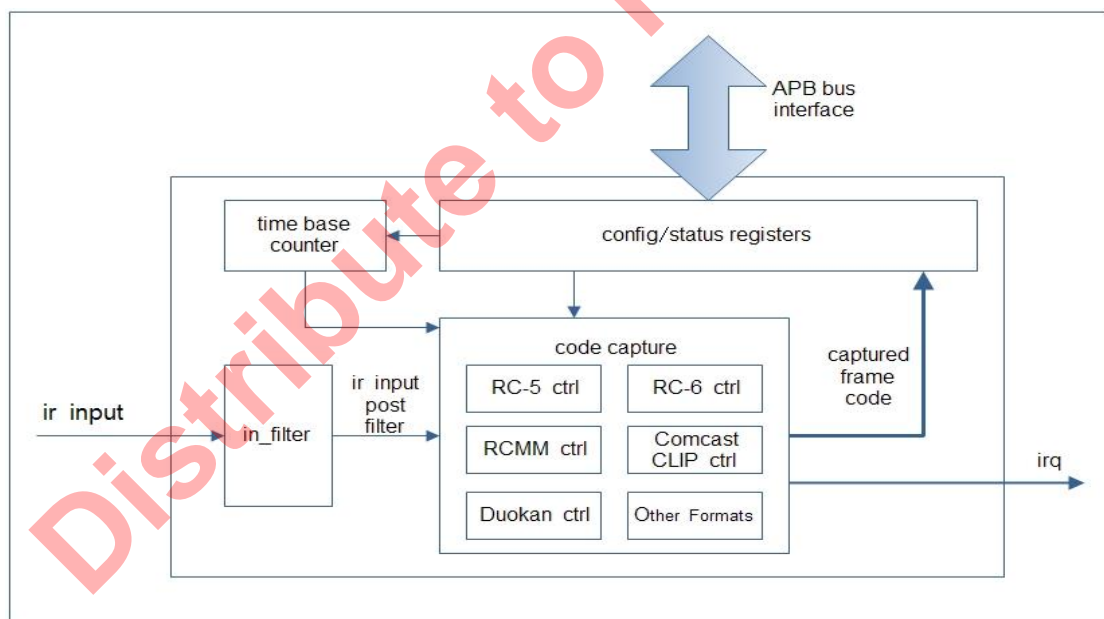 APB bus
interface
time base
counter
config/status registers
code capture
RC-5 ctrl
RC-6 ctrl
captured
frame
code
ir input
post
filter
ir input
in_filter
RCMM ctrl
Comcast
CLIP ctrl
irq
Duokan ctrl
Other Formats
Distribute to